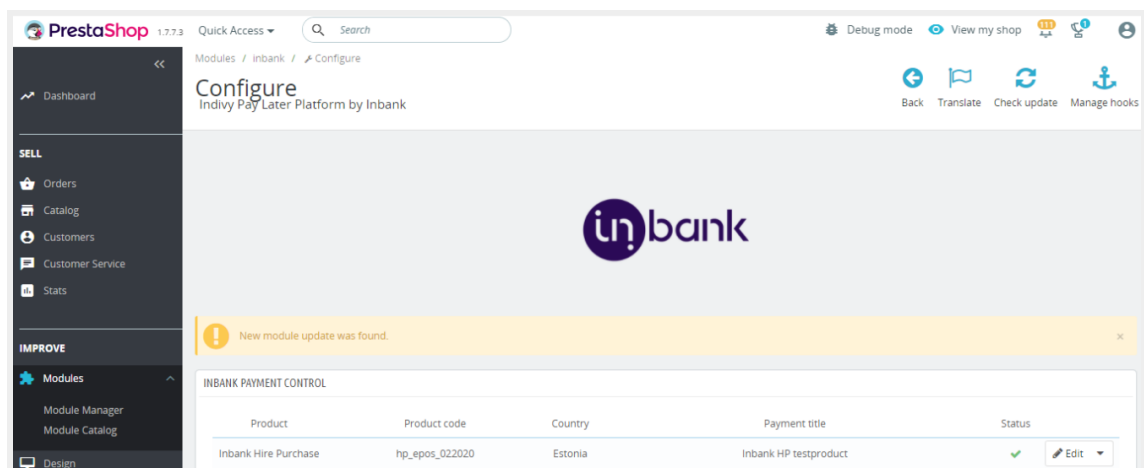 PrestaShop 1.7.7.3 Quick Access Search Debug mode View my shop 111 1
Modules / inbank / Configure
Configure
Indivy Pay Later Platform by Inbank
Back Translate Check update Manage hooks
Dashboard
SELL
Orders
Catalog
Customers
Customer Service
Stats
IMPROVE
Modules
Module Manager
Module Catalog
Design
inbank
New module update was found.
INBANK PAYMENT CONTROL
Product Product code Country Payment title Status
Inbank Hire Purchase hp_epos_022020 Estonia Inbank HP testproduct Edit